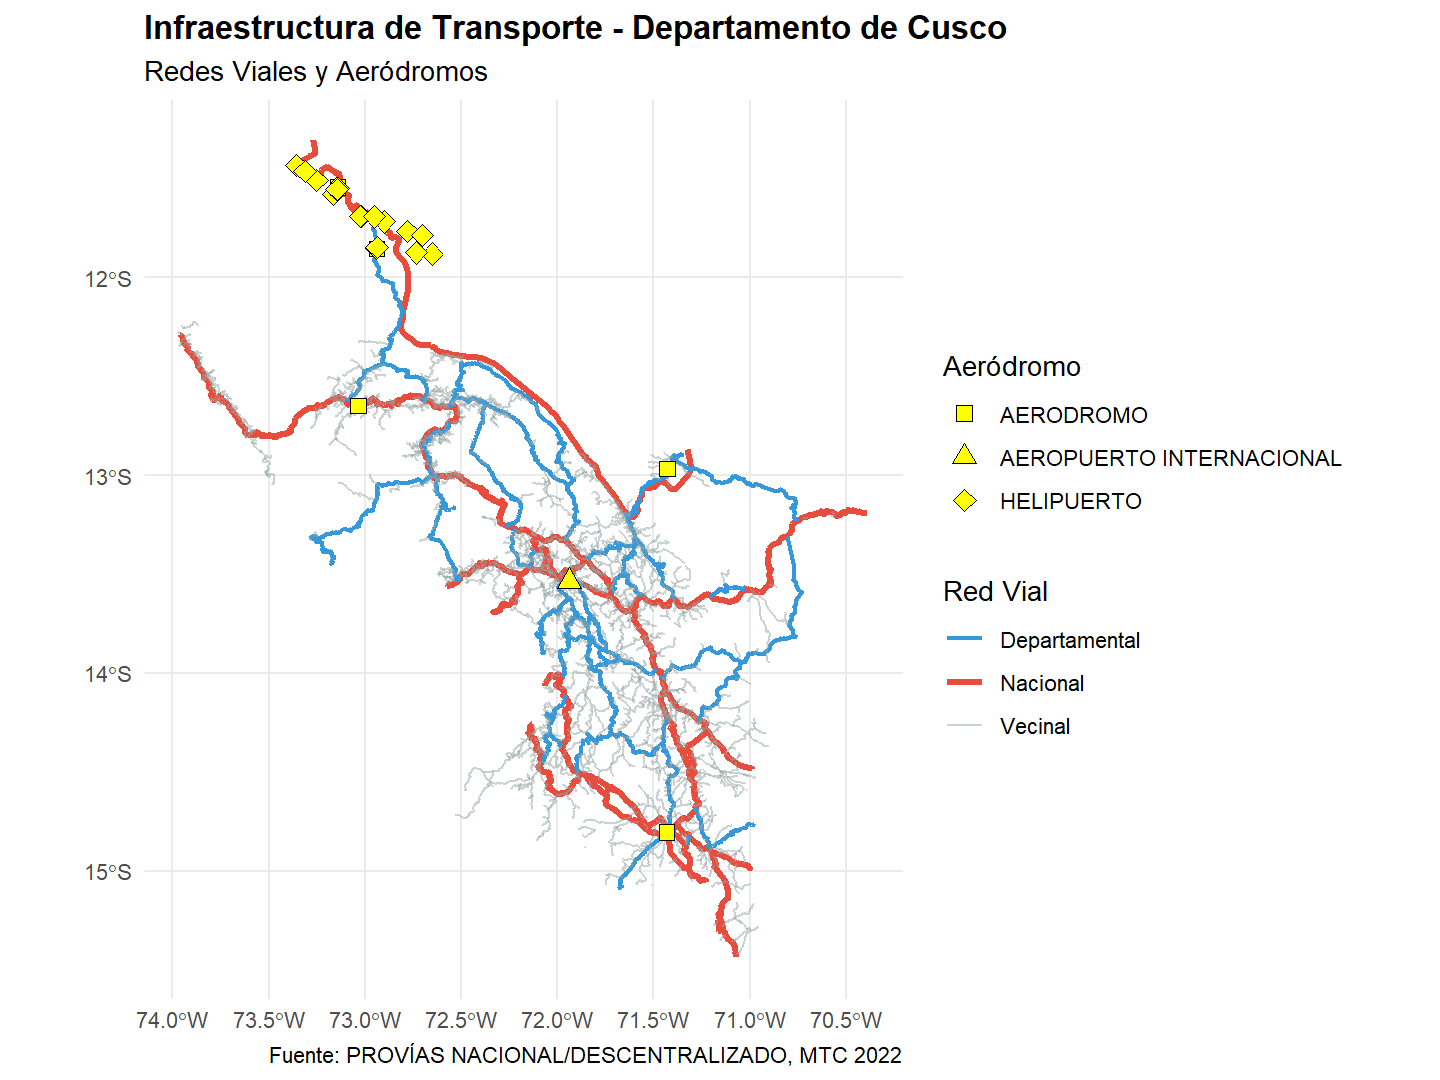 Infraestructura de Transporte - Departamento de Cusco
Redes Viales y Aeródromos
12°S
13°S
14°S
15°S
74.0°W 73.5°W 73.0°W 72.5°W 72.0°W 71.5°W 71.0°W 70.5°W
Fuente: PROVÍAS NACIONAL/DESCENTRALIZADO, MTC 2022
Aeródromo
AERODROMO
AEROPUERTO INTERNACIONAL
HELIPUERTO
Red Vial
Departamental
Nacional
Vecinal